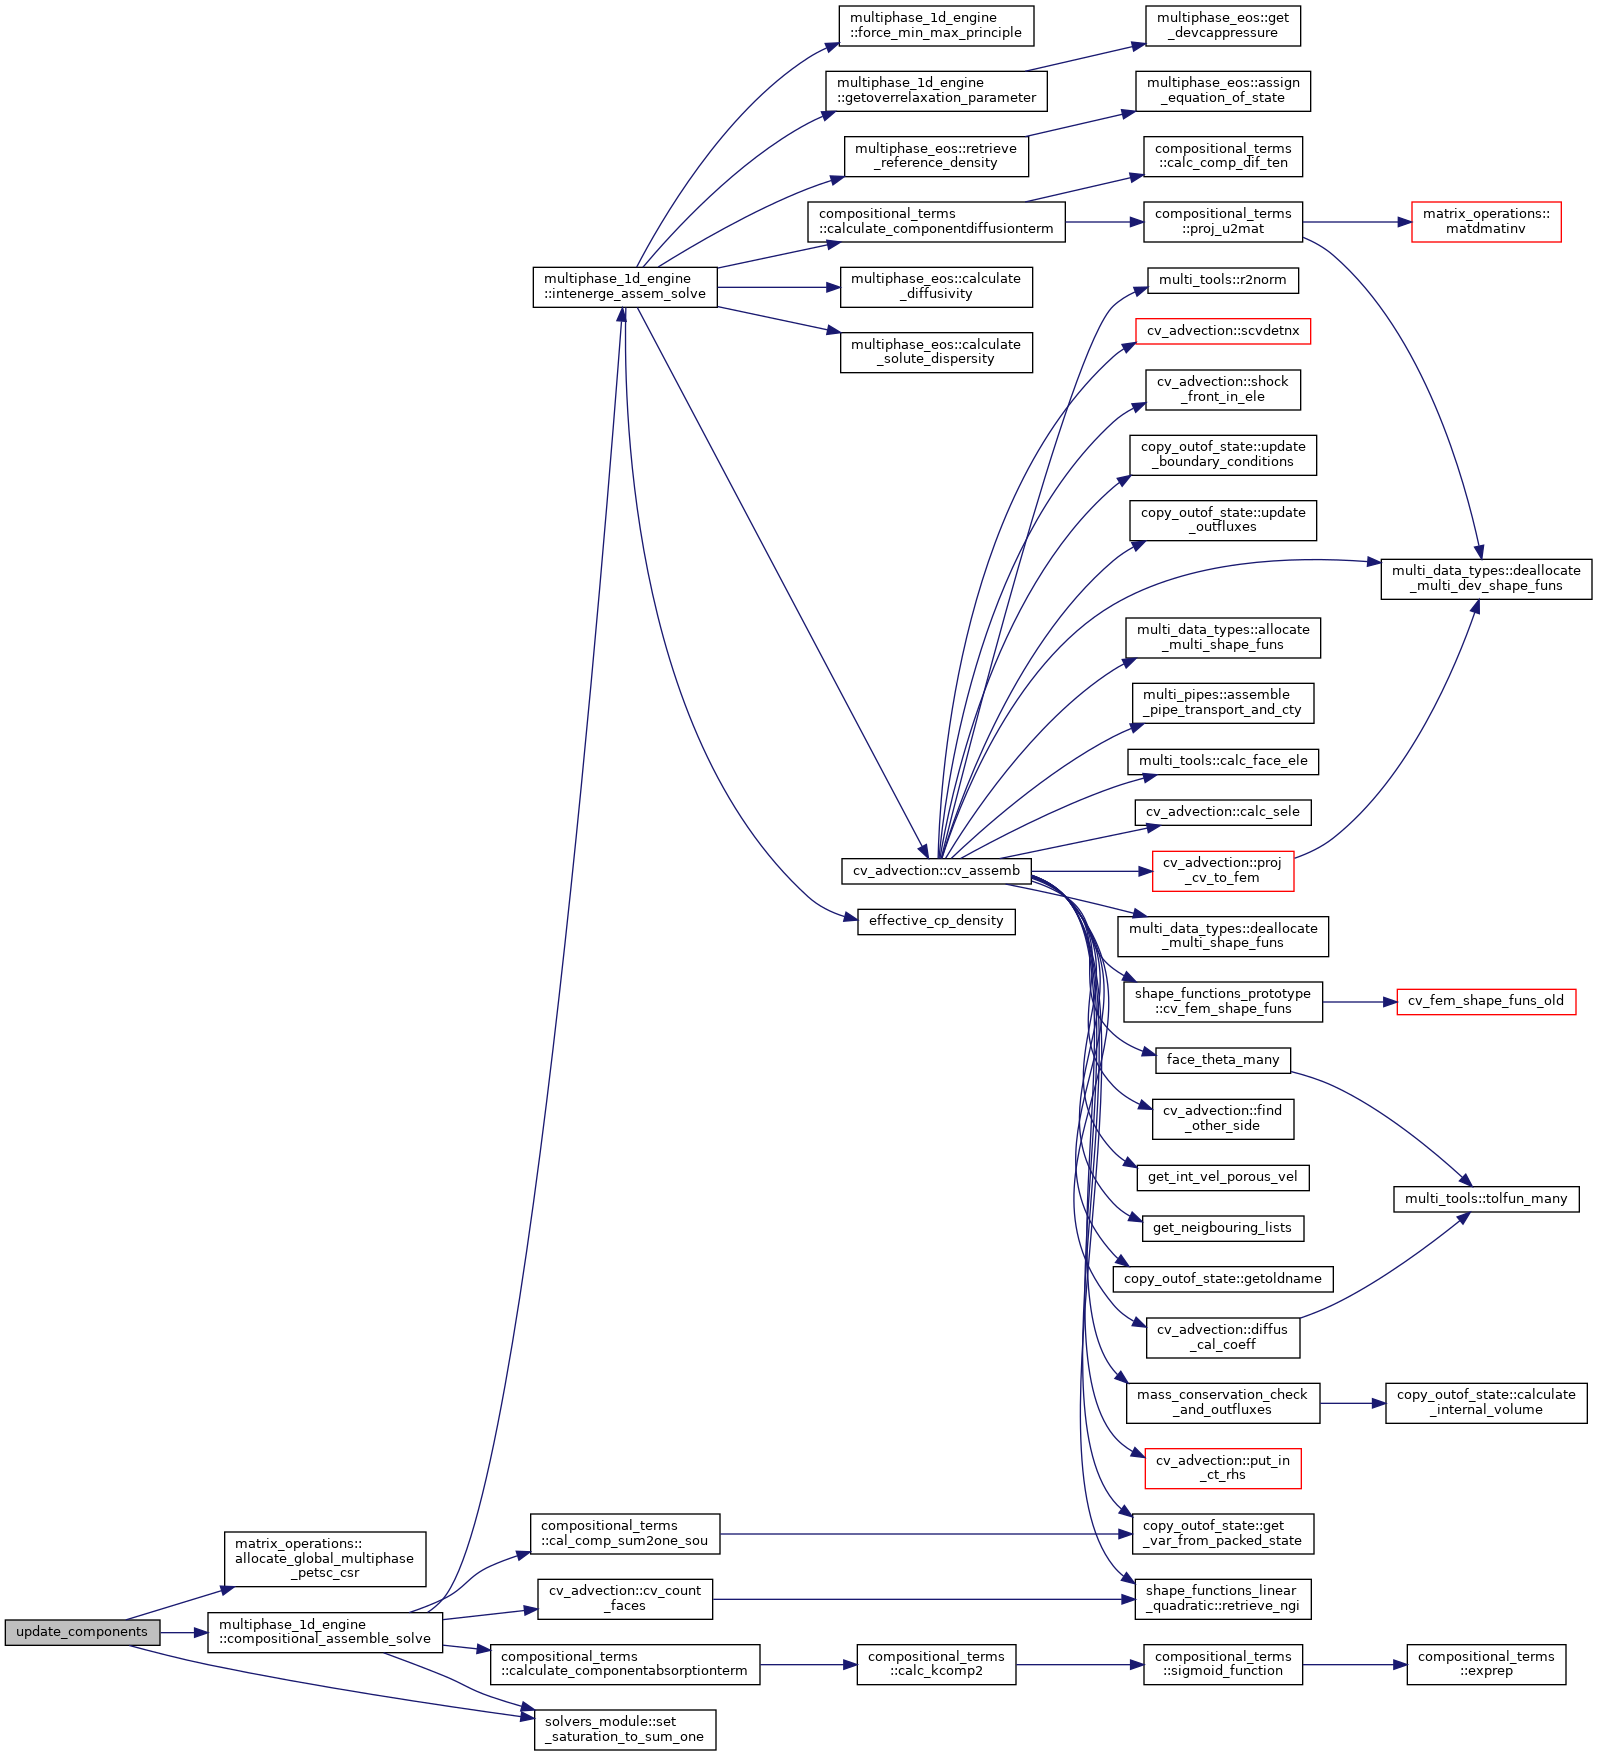 multiphase_1d_engine
::force_min_max_principle
multiphase_eos::get
_devcappressure
multiphase_1d_engine
::getoverrelaxation_parameter
multiphase_eos::assign
_equation_of_state
multiphase_eos::retrieve
_reference_density
compositional_terms
::calc_comp_dif_ten
compositional_terms
::calculate_componentdiffusionterm
compositional_terms
::proj_u2mat
matrix_operations::
matdmatinv
multiphase_1d_engine
::intenerge_assem_solve
multiphase_eos::calculate
_diffusivity
multi_tools::r2norm
multiphase_eos::calculate
_solute_dispersity
cv_advection::scvdetnx
cv_advection::shock
_front_in_ele
copy_outof_state::update
_boundary_conditions
copy_outof_state::update
_outfluxes
multi_data_types::deallocate
_multi_dev_shape_funs
multi_data_types::allocate
_multi_shape_funs
multi_pipes::assemble
_pipe_transport_and_cty
multi_tools::calc_face_ele
cv_advection::calc_sele
cv_advection::cv_assemb
cv_advection::proj
_cv_to_fem
effective_cp_density
multi_data_types::deallocate
_multi_shape_funs
shape_functions_prototype
::cv_fem_shape_funs
cv_fem_shape_funs_old
face_theta_many
cv_advection::find
_other_side
get_int_vel_porous_vel
multi_tools::tolfun_many
get_neigbouring_lists
copy_outof_state::getoldname
cv_advection::diffus
_cal_coeff
mass_conservation_check
_and_outfluxes
copy_outof_state::calculate
_internal_volume
cv_advection::put_in
_ct_rhs
compositional_terms
::cal_comp_sum2one_sou
copy_outof_state::get
_var_from_packed_state
matrix_operations::
allocate_global_multiphase
_petsc_csr
cv_advection::cv_count
_faces
shape_functions_linear
_quadratic::retrieve_ngi
update_components
multiphase_1d_engine
::compositional_assemble_solve
compositional_terms
::calculate_componentabsorptionterm
compositional_terms
::calc_kcomp2
compositional_terms
::sigmoid_function
compositional_terms
::exprep
solvers_module::set
_saturation_to_sum_one